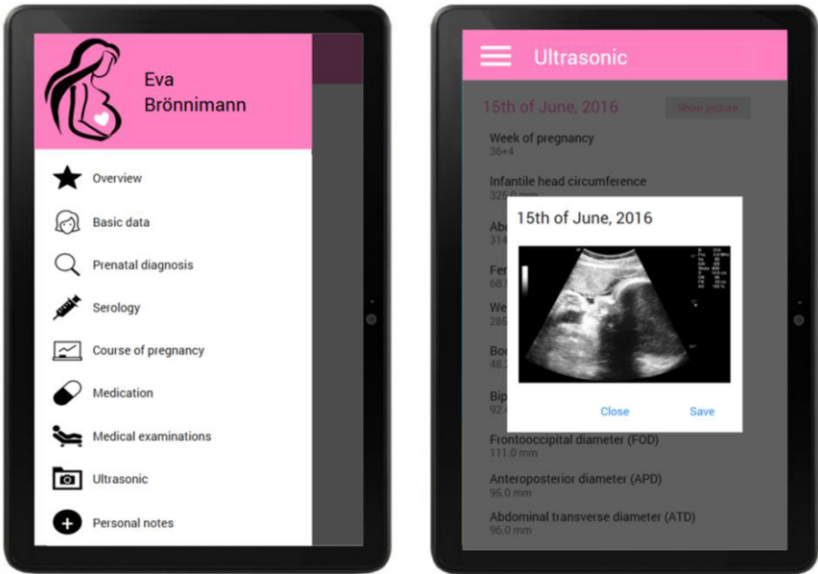 Eva
Brönnimann
Overview
Basic data
Prenatal diagnosis
Serology
Course of pregnancy
Medication
Medical examinations
Ultrasonic
Personal notes
Ultrasonic
15th of June, 2016
Show picture
Week of pregnancy
36+4
Infantile head circumference
325.0 mm
15th of June, 2016
Close
Save
Frontooccipital diameter (FOD)
111.0 mm
Anteroposterior diameter (APD)
95.0 mm
Abdominal transverse diameter (ATD)
96.0 mm